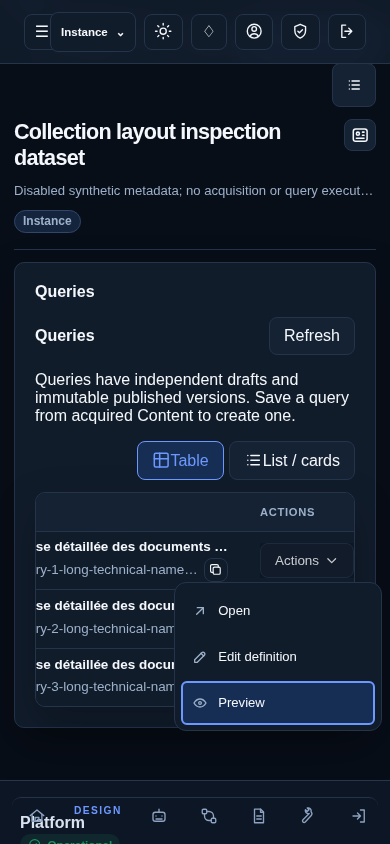 Instance
Collection layout inspection
dataset
Disabled synthetic metadata; no acquisition or query execut…
Instance
Queries
Queries
Refresh
Queries have independent drafts and
immutable published versions. Save a query
from acquired Content to create one.
Table
List / cards
ACTIONS
se détaillée des documents …
ry-1-long-technical-name…
Actions
se détaillée des docu
ry-2-long-technical-nam
se détaillée des docu
ry-3-long-technical-nam
Open
Edit definition
Preview
DESIGN
Platform
Operational